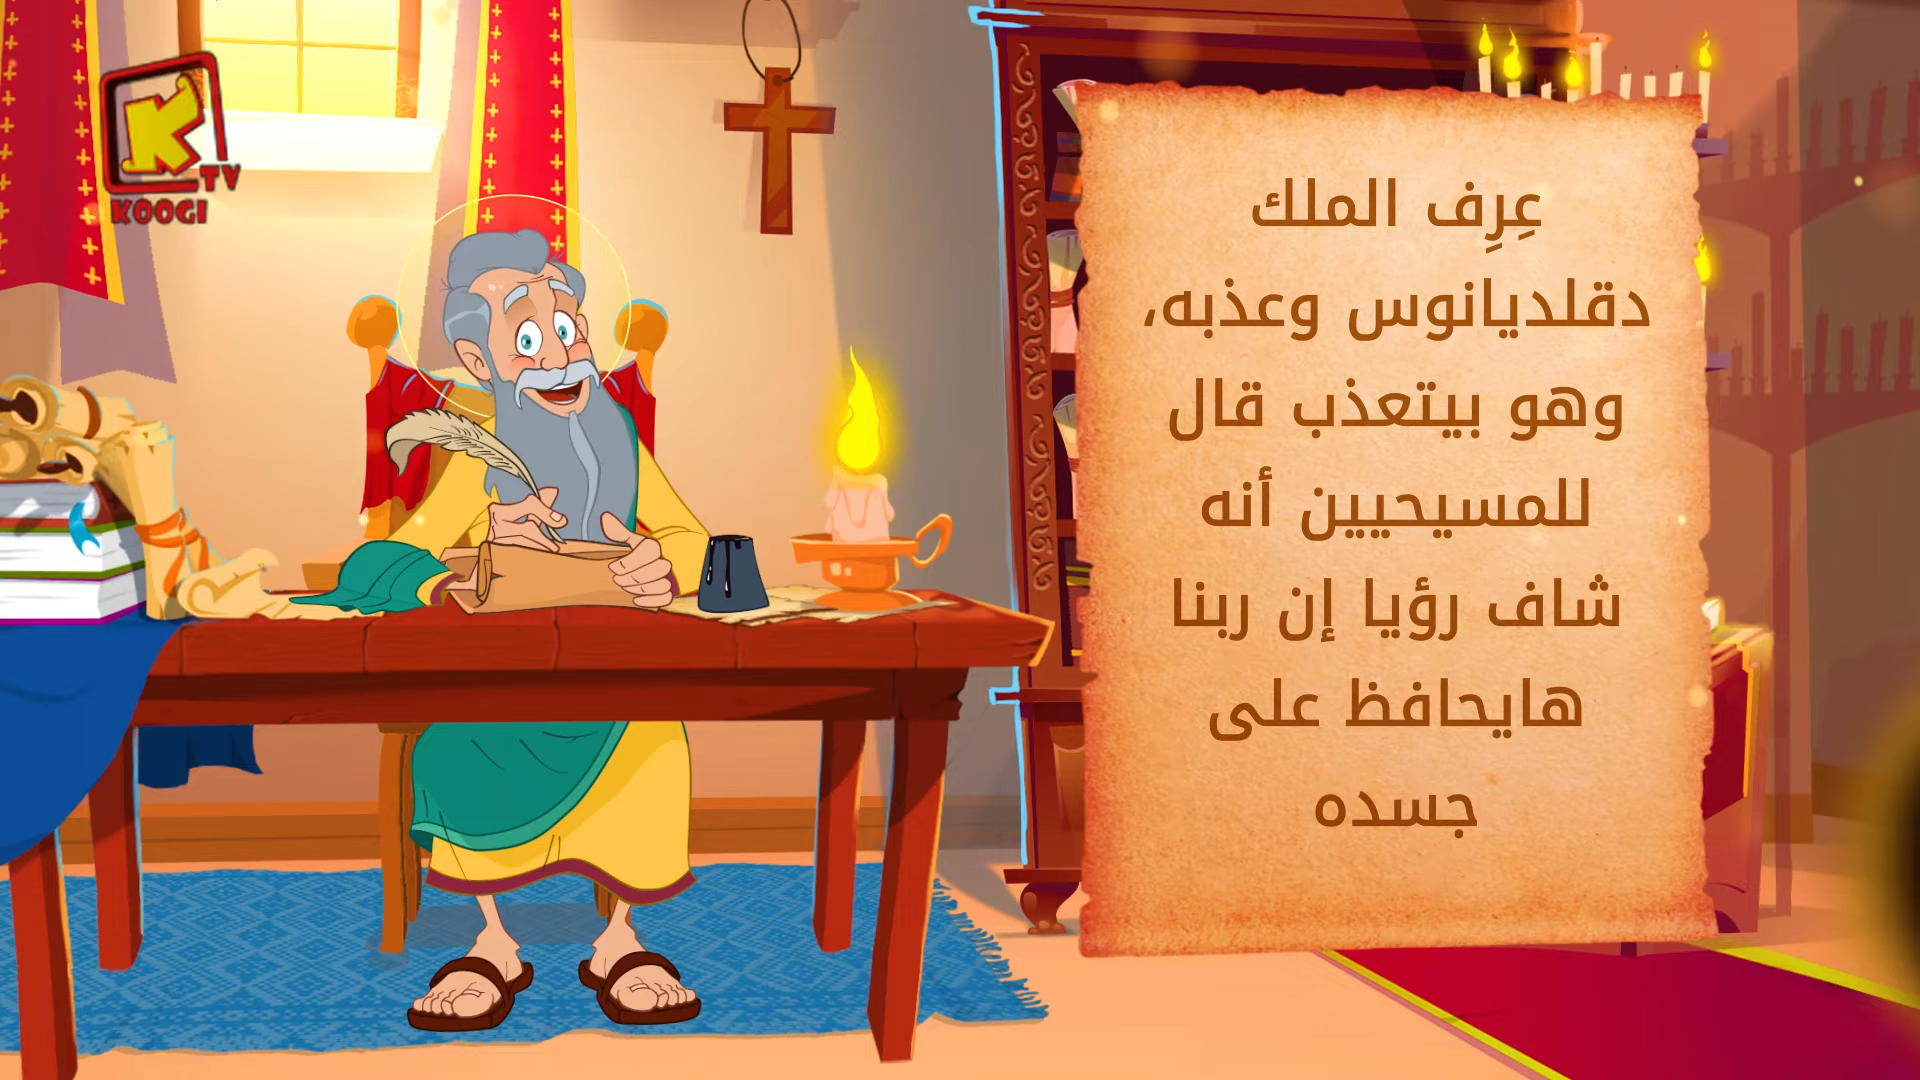 K
TV
KOOGI
عِرِف الملك
دقلديانوس وعذبه،
وهو بيتعذب قال
للمسيحيين أنه
شاف رؤيا إن ربنا
هايحافظ على
جسده